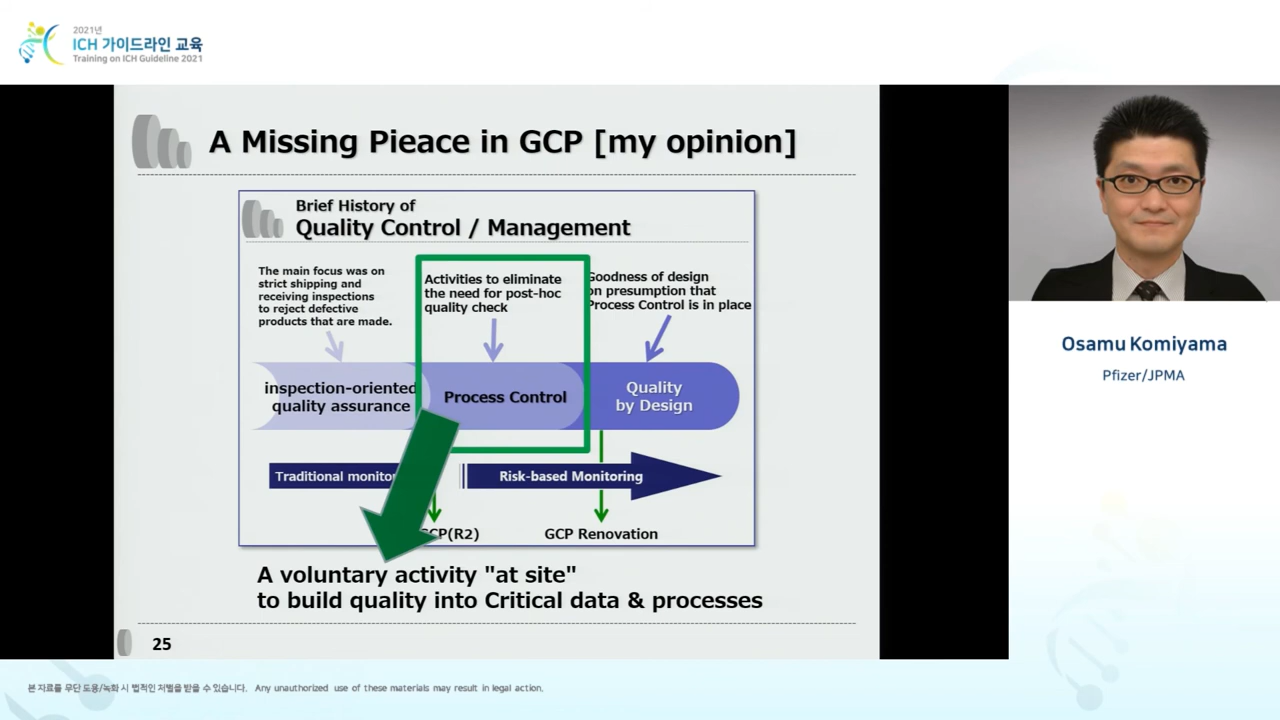 2021년
ICH 가이드라인 교육
Training on ICH Guideline 2021
A Missing Pieace in GCP [my opinion]
Brief History of
Quality Control / Management
The main focus was on
strict shipping and
receiving inspections
to reject defective
products that are made.
Activities to eliminate
the need for post-hoc
quality check
Goodness of design
on presumption that
Process Control is in place
inspection-oriented
quality assurance
Process Control
Quality
by Design
Traditional monitor
Risk-based Monitoring
GCP(R2)
GCP Renovation
A voluntary activity "at site"
to build quality into Critical data & processes
25
Osamu Komiyama
Pfizer/JPMA
본 자료를 무단 도용/녹화 시 법적인 처벌을 받을 수 있습니다. Any unauthorized use of these materials may result in legal action.